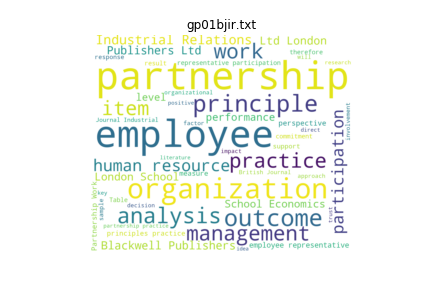 gp01bjir.txt
Industrial Relations
Ltd London
Publishers Ltd
work
therefore
response
will
research
result
representative participation
partnership
level
organizational
item
positive
principle
Journal Industrial
factor
performance
perspective
direct
involvement
employee
commitment
impact
support
literature
human resource
practice
participation
London School
measure
British Journal
approach
key
organization
School Economics
Table
decision
sample
analysis
outcome
trust
Partnership Work
partnership practice
principles practice
management
Blackwell Publishers
idea
employee representative